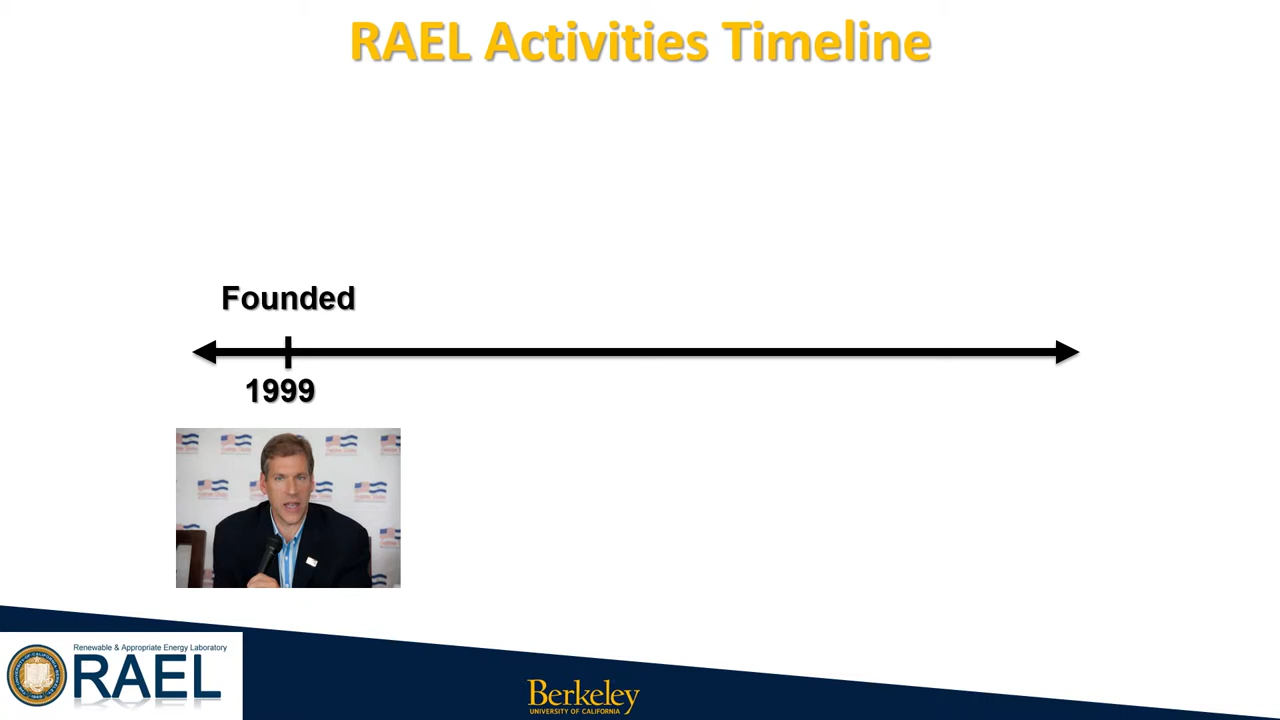 RAEL Activities Timeline
Founded
1999
Renewable & Appropriate Energy Laboratory
RAEL
Berkeley
UNIVERSITY OF CALIFORNIA